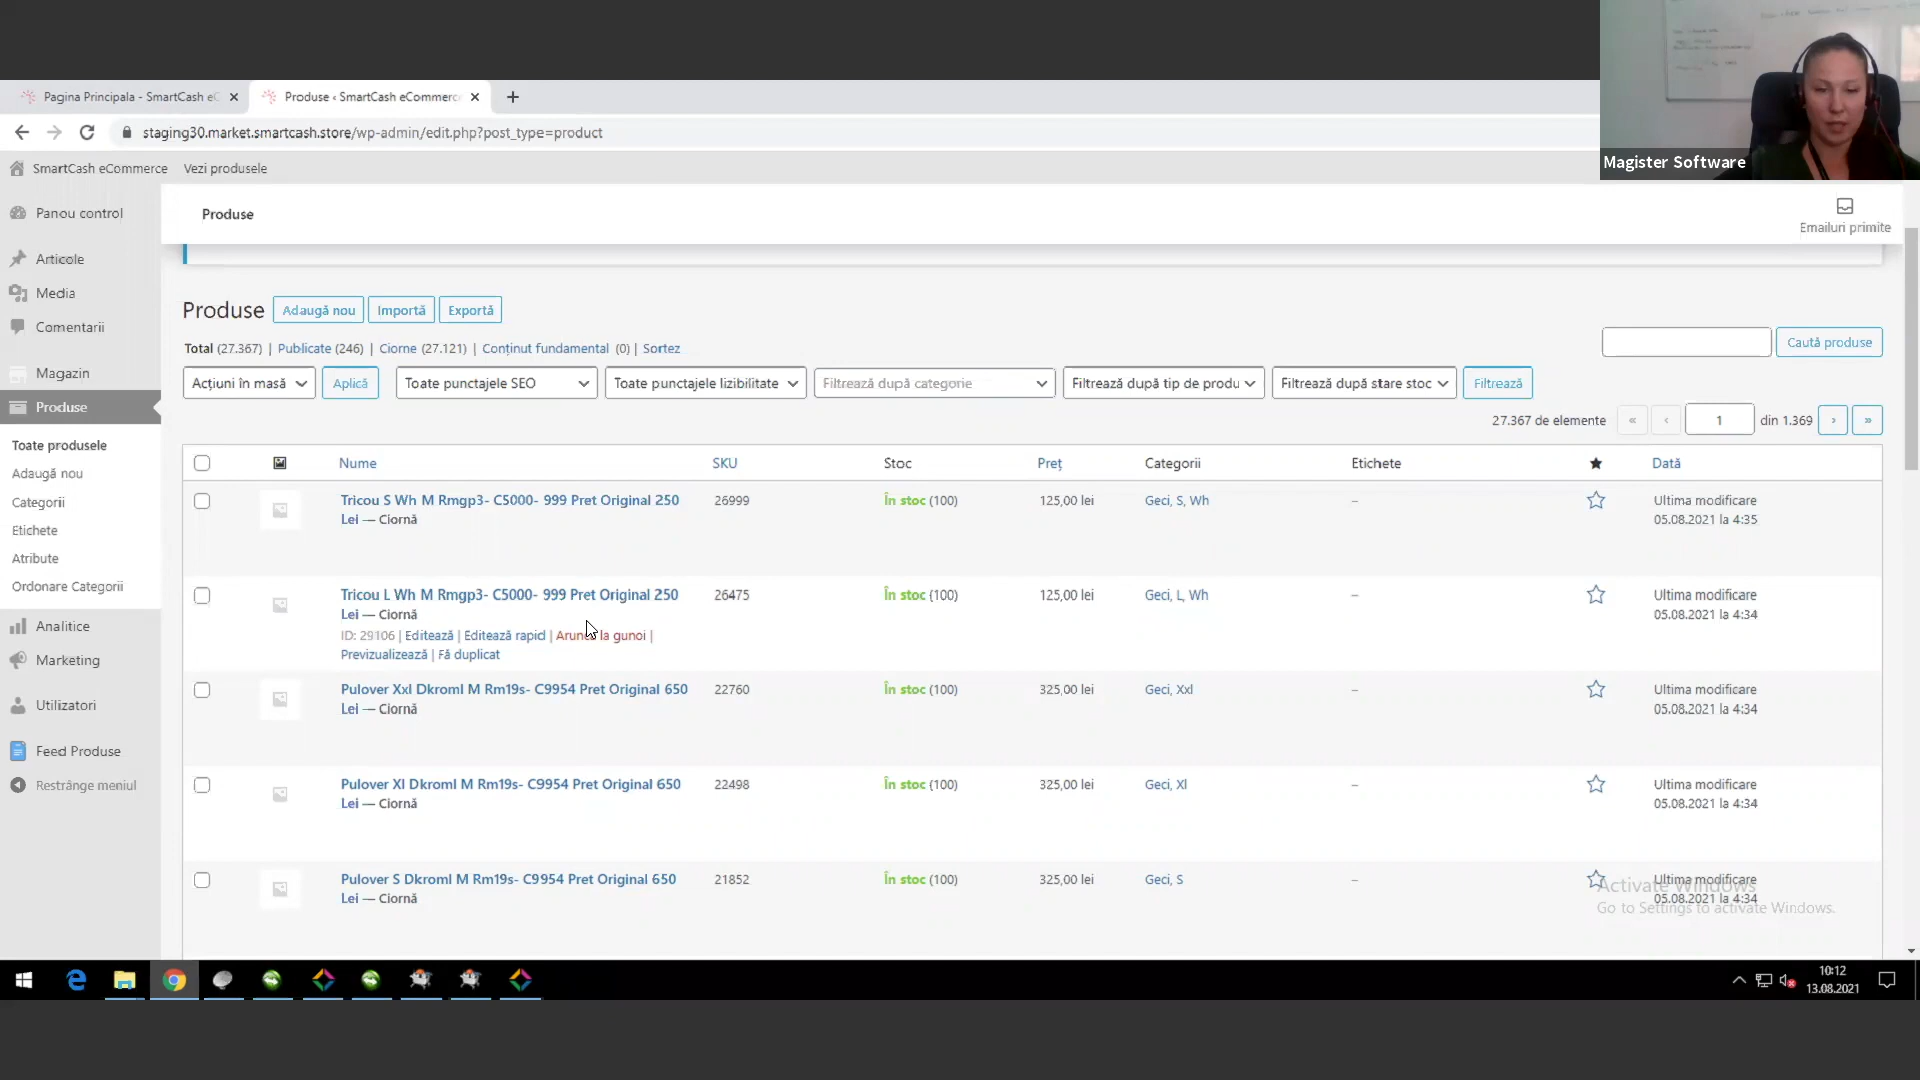 Magister Software
Pagina Principala - SmartCash eC
Produse ‹ SmartCash eCommerc
staging30.market.smartcash.store/wp-admin/edit.php?post_type=product
SmartCash eCommerce
Vezi produsele
Panou control
Articole
Media
Comentarii
Magazin
Produse
Toate produsele
Adaugă nou
Categorii
Etichete
Atribute
Ordonare Categorii
Analitice
Marketing
Utilizatori
Feed Produse
Restrânge meniul
Produse
Emailuri primite
Produse Adaugă nou Importă Exportă
Total (27.367) | Publicate (246) | Ciorne (27.121) | Conținut fundamental (0) | Sortez
Caută produse
Acțiuni în masă Aplică Toate punctajele SEO Toate punctajele lizibilitate Filtrează după categorie Filtrează după tip de produ Filtrează după stare stoc Filtrează
27.367 de elemente « ‹ 1 din 1.369 › »
Nume SKU Stoc Preț Categorii Etichete ★ Dată
Tricou S Wh M Rmgp3- C5000- 999 Pret Original 250 26999 În stoc (100) 125,00 lei Geci, S, Wh – Ultima modificare
Lei — Ciornă 05.08.2021 la 4:35
Tricou L Wh M Rmgp3- C5000- 999 Pret Original 250 26475 În stoc (100) 125,00 lei Geci, L, Wh – Ultima modificare
Lei — Ciornă 05.08.2021 la 4:34
ID: 29106 | Editează | Editează rapid | Aruncă la gunoi |
Previzualizează | Fă duplicat
Pulover Xxl Dkroml M Rm19s- C9954 Pret Original 650 22760 În stoc (100) 325,00 lei Geci, Xxl – Ultima modificare
Lei — Ciornă 05.08.2021 la 4:34
Pulover Xl Dkroml M Rm19s- C9954 Pret Original 650 22498 În stoc (100) 325,00 lei Geci, Xl – Ultima modificare
Lei — Ciornă 05.08.2021 la 4:34
Pulover S Dkroml M Rm19s- C9954 Pret Original 650 21852 În stoc (100) 325,00 lei Geci, S – Ultima modificare
Lei — Ciornă 05.08.2021 la 4:34
Activate Windows
Go to Settings to activate Windows.
10:12
13.08.2021